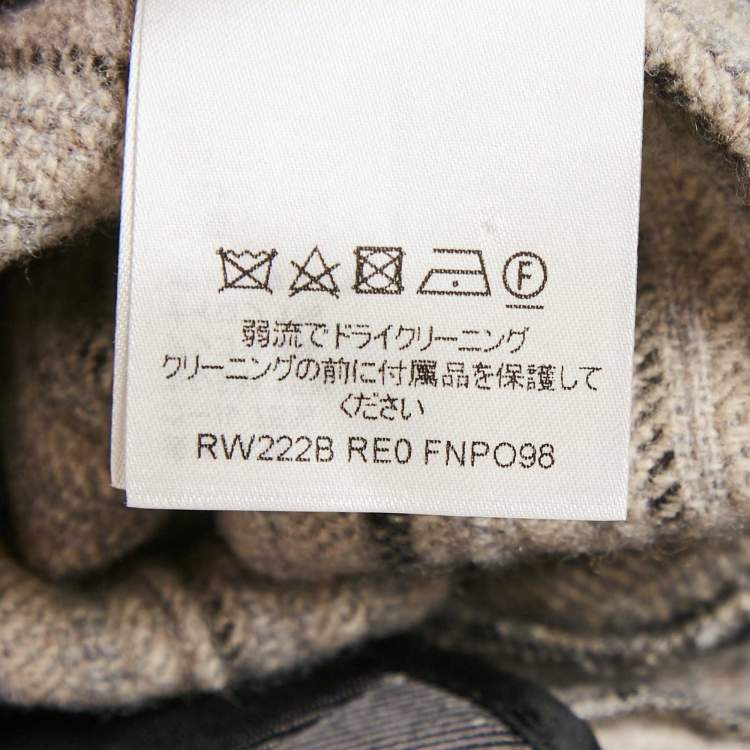 F
弱流でドライクリーニング
クリーニングの前に付属品を保護して
ください
RW222B RE0 FNPO98